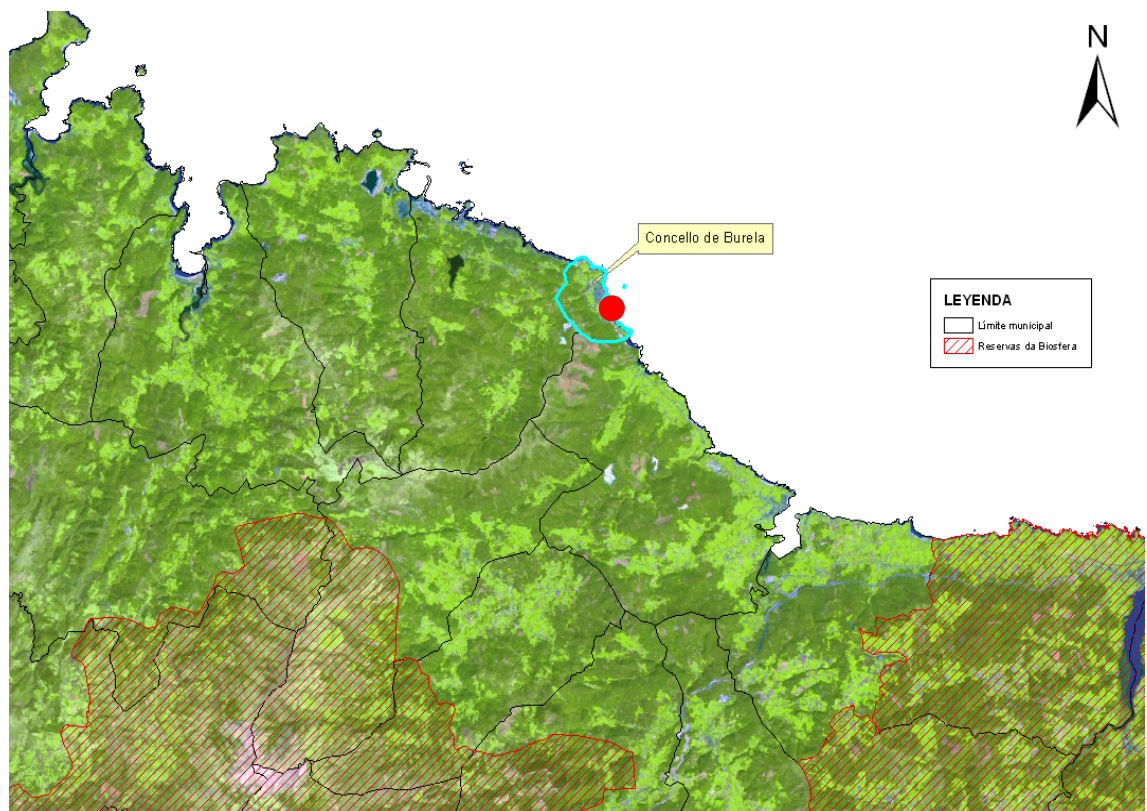 N
Concello de Burela
LEYENDA
Límite municipal
Reservas da Biosfera